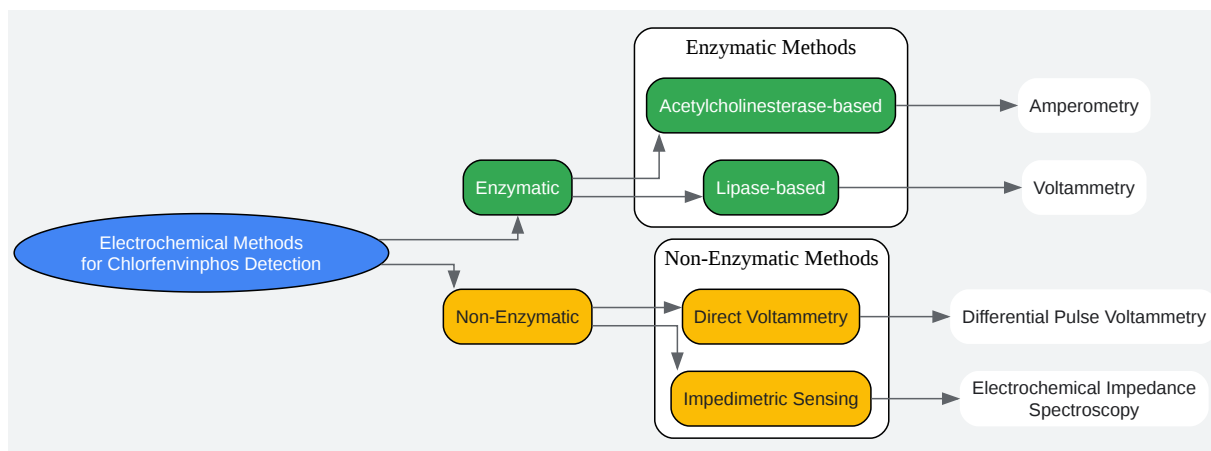 Enzymatic Methods
Acetylcholinesterase-based
Amperometry
Enzymatic
Lipase-based
Voltammetry
Electrochemical Methods
for Chlorfenvinphos Detection
Non-Enzymatic Methods
Non-Enzymatic
Direct Voltammetry
Differential Pulse Voltammetry
Impedimetric Sensing
Electrochemical Impedance
Spectroscopy